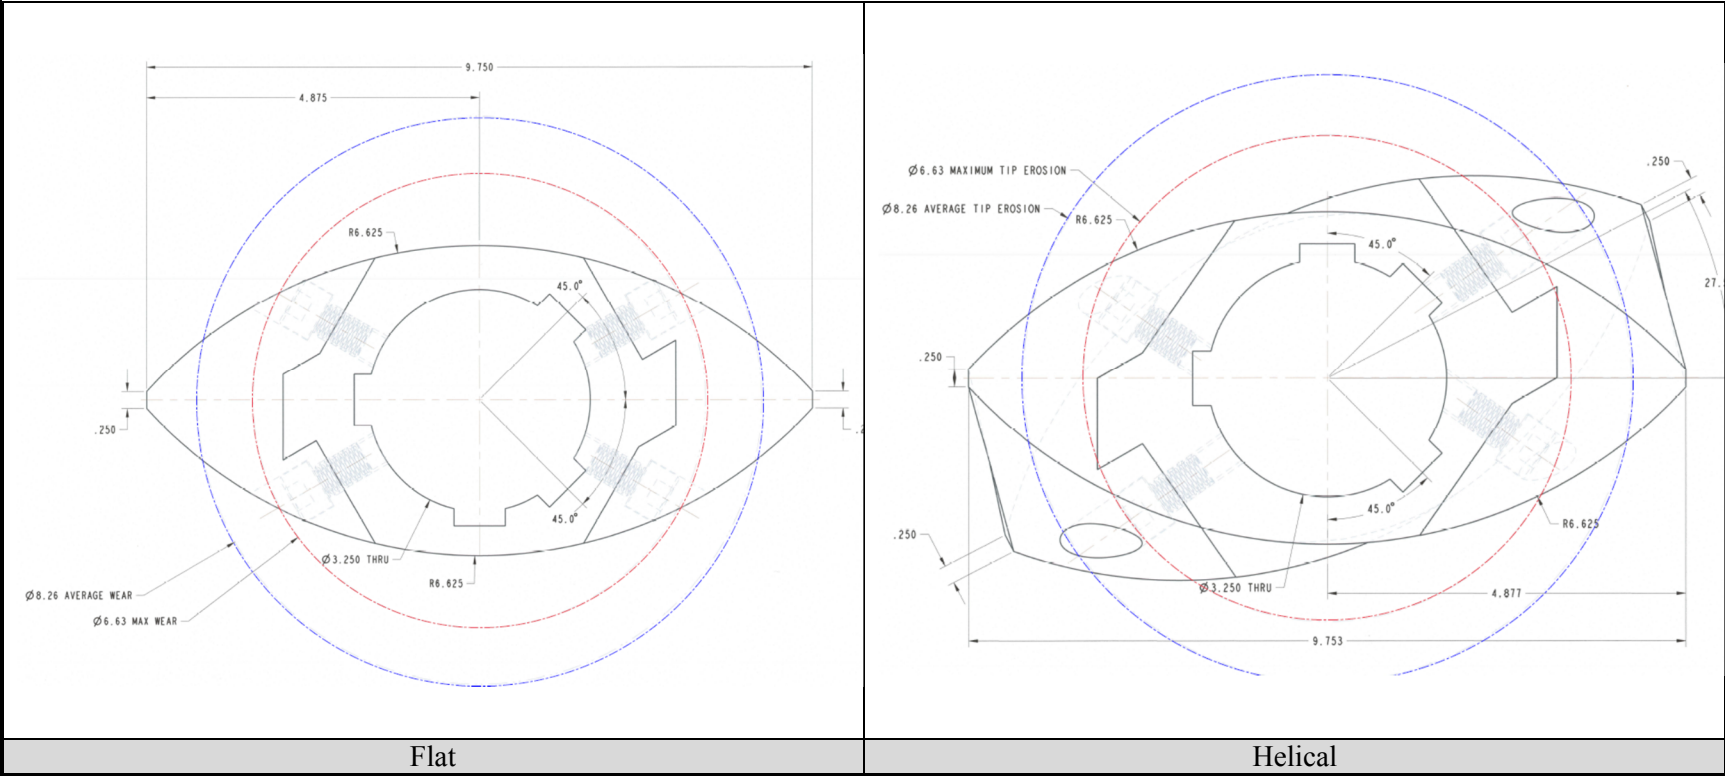 9.750
4.875
R6.625
45.0°
.250
45.0°
Ø3.250 THRU
R6.625
Ø8.26 AVERAGE WEAR
Ø6.63 MAX WEAR
Flat
.250
Ø6.63 MAXIMUM TIP EROSION
Ø8.26 AVERAGE TIP EROSION
R6.625
45.0°
.250
45.0°
R6.625
.250
Ø3.250 THRU
4.877
9.753
Helical